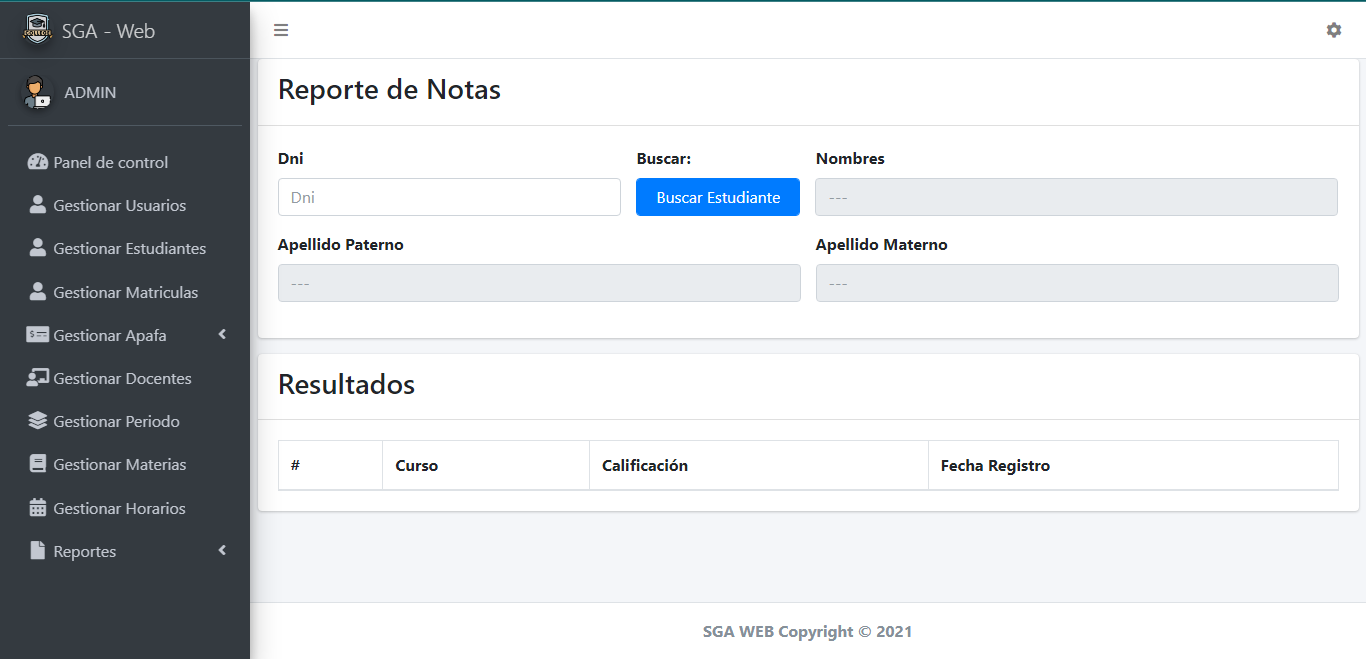 SGA - Web
ADMIN
Panel de control
Gestionar Usuarios
Gestionar Estudiantes
Gestionar Matriculas
Gestionar Apafa
Gestionar Docentes
Gestionar Periodo
Gestionar Materias
Gestionar Horarios
Reportes
Reporte de Notas
Dni Buscar: Nombres
Dni Buscar Estudiante ---
Apellido Paterno Apellido Materno
--- ---
Resultados
# Curso Calificación Fecha Registro
SGA WEB Copyright © 2021